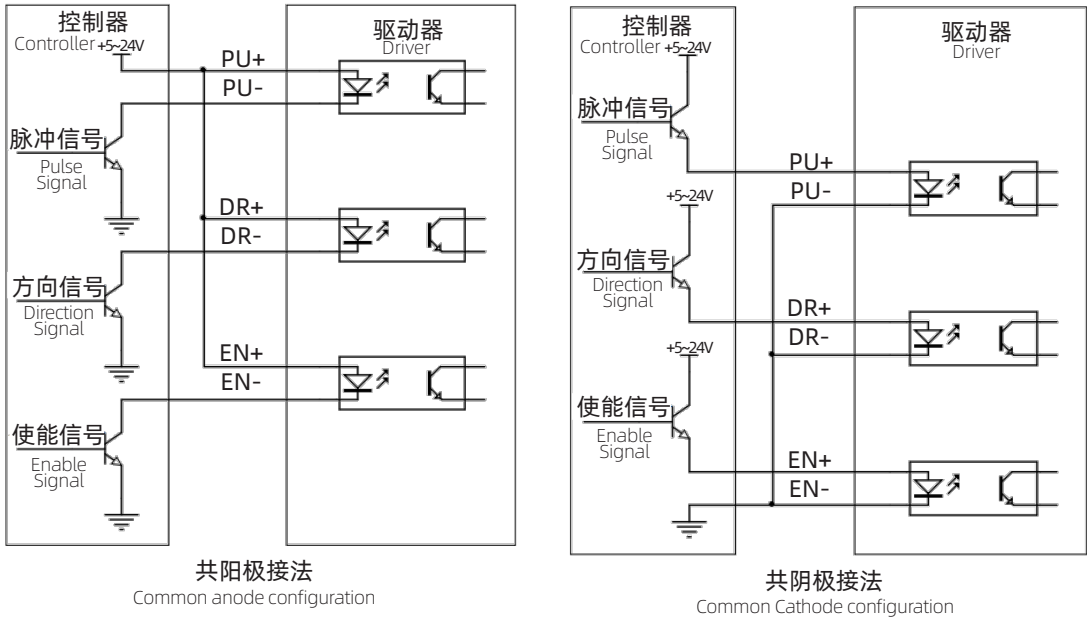 控制器
Controller
+5~24V
驱动器
Driver
PU+
PU-
脉冲信号
Pulse
Signal
DR+
DR-
方向信号
Direction
Signal
EN+
EN-
使能信号
Enable
Signal
共阳极接法
Common anode configuration
控制器
Controller
+5~24V
驱动器
Driver
脉冲信号
Pulse
Signal
PU+
PU-
+5~24V
方向信号
Direction
Signal
DR+
DR-
+5~24V
使能信号
Enable
Signal
EN+
EN-
共阴极接法
Common Cathode configuration